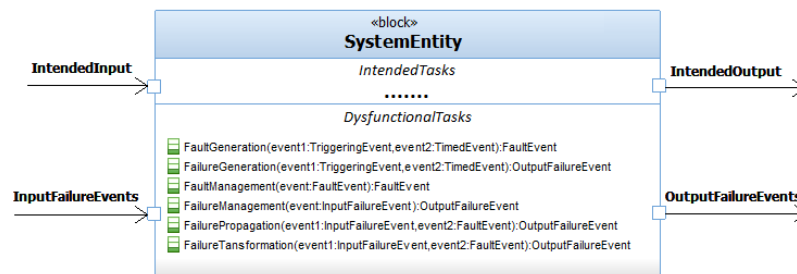 «block»
SystemEntity
IntendedInput
IntendedTasks
IntendedOutput
.......
DysfunctionalTasks
FaultGeneration(event1:TriggeringEvent,event2:TimedEvent):FaultEvent
FailureGeneration(event1:TriggeringEvent,event2:TimedEvent):OutputFailureEvent
FaultManagement(event:FaultEvent):FaultEvent
InputFailureEvents
FailureManagement(event:InputFailureEvent):OutputFailureEvent
OutputFailureEvents
FailurePropagation(event1:InputFailureEvent,event2:FaultEvent):OutputFailureEvent
FailureTansformation(event1:InputFailureEvent,event2:FaultEvent):OutputFailureEvent